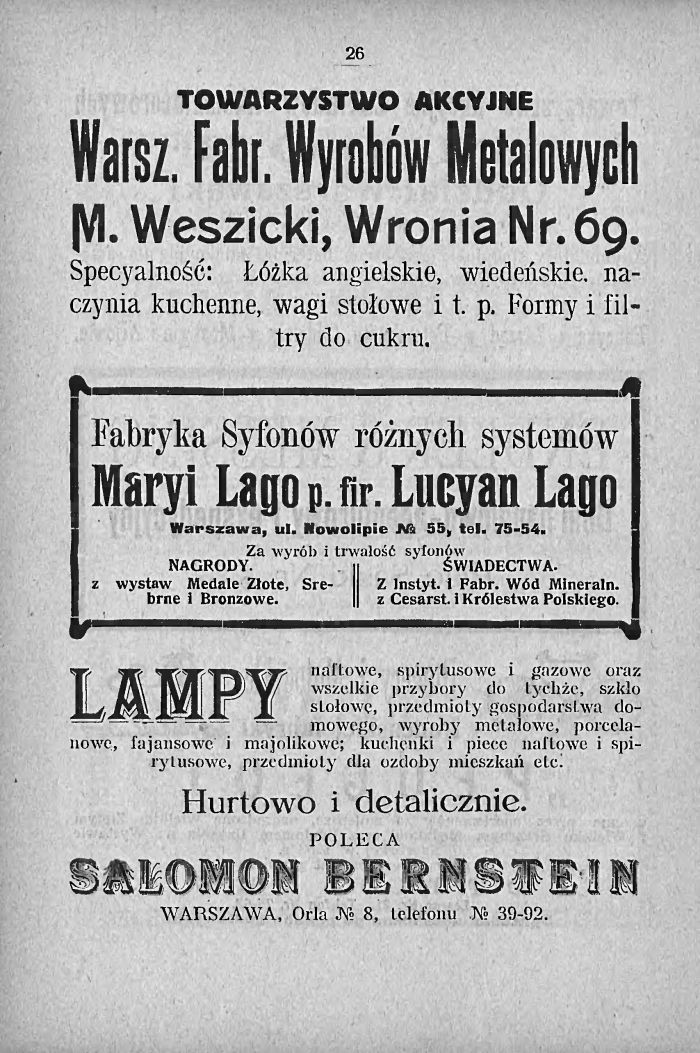 26
TOWARZYSTWO AKCYJNE
Warsz. Fabr. Wyrobów Metalowych
M. Weszicki, Wronia Nr. 69.
Specyalność: Łóżka angielskie, wiedeńskie, na-
czynia kuchenne, wagi stołowe i t. p. Formy i fil-
try do cukru.
Fabryka Syfonów różnych systemów
Maryi Lago p. fir. Lucyan Lago
Warszawa, ul. Nowolipie № 55, tel. 75-54.
Za wyrób i trwałość syfonów
NAGRODY.
z wystaw Medale Złote, Sre-
brne i Bronzowe.
ŚWIADECTWA.
Z Instyt. i Fabr. Wód Mineraln.
z Cesarst. i Królestwa Polskiego.
LAMPY naftowe, spirytusowe i gazowe oraz
wszelkie przybory do tychże, szkło
stołowe, przedmioty gospodarstwa do-
mowego, wyroby metalowe, porcela-
nowe, fajansowe i majolikowe; kuchenki i piece naftowe i spi-
rytusowe, przedmioty dla ozdoby mieszkań etc.
Hurtowo i detalicznie.
POLECA
SALOMON BERNSTEIN
WARSZAWA, Orla № 8, telefonu № 39-92.